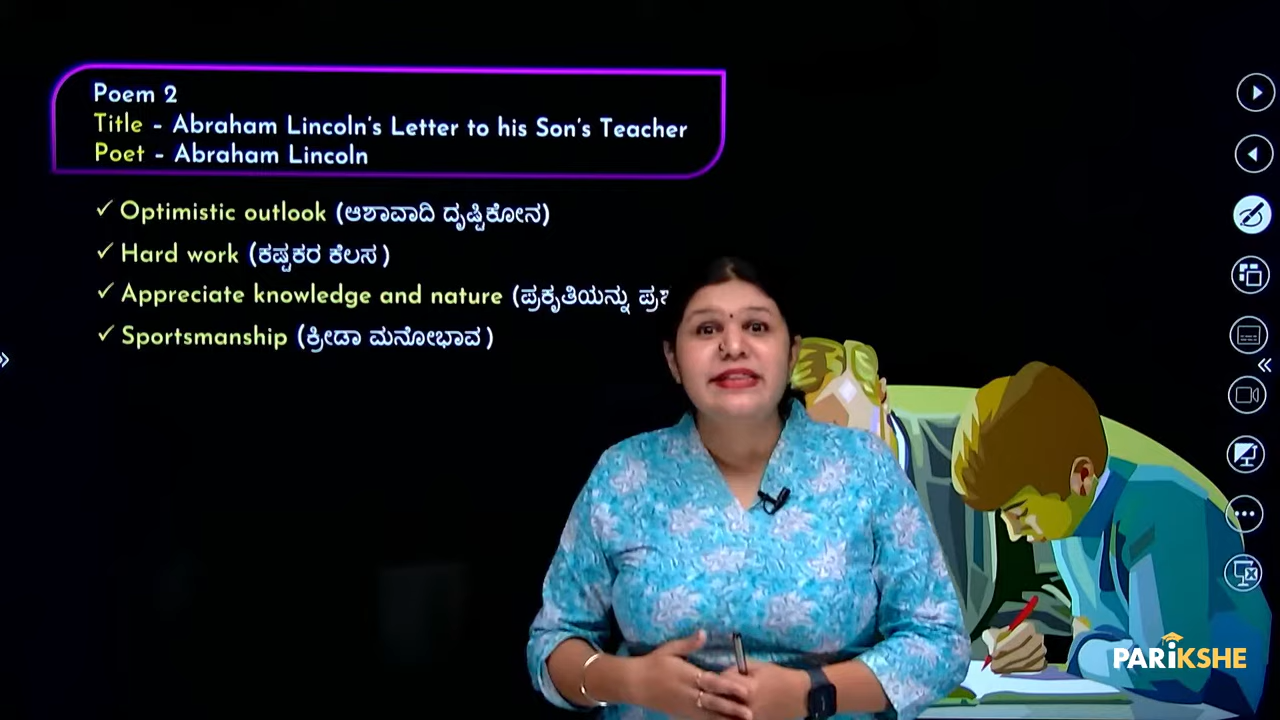 Poem 2
Title - Abraham Lincoln's Letter to his Son's Teacher
Poet - Abraham Lincoln
✓ Optimistic outlook (ಆಶಾವಾದಿ ದೃಷ್ಟಿಕೋನ)
✓ Hard work (ಕಷ್ಟಕರ ಕೆಲಸ )
✓ Appreciate knowledge and nature (ಪ್ರಕೃತಿಯನ್ನು
✓ Sportsmanship (ಕ್ರೀಡಾ ಮನೋಭಾವ )
PARIKSHE